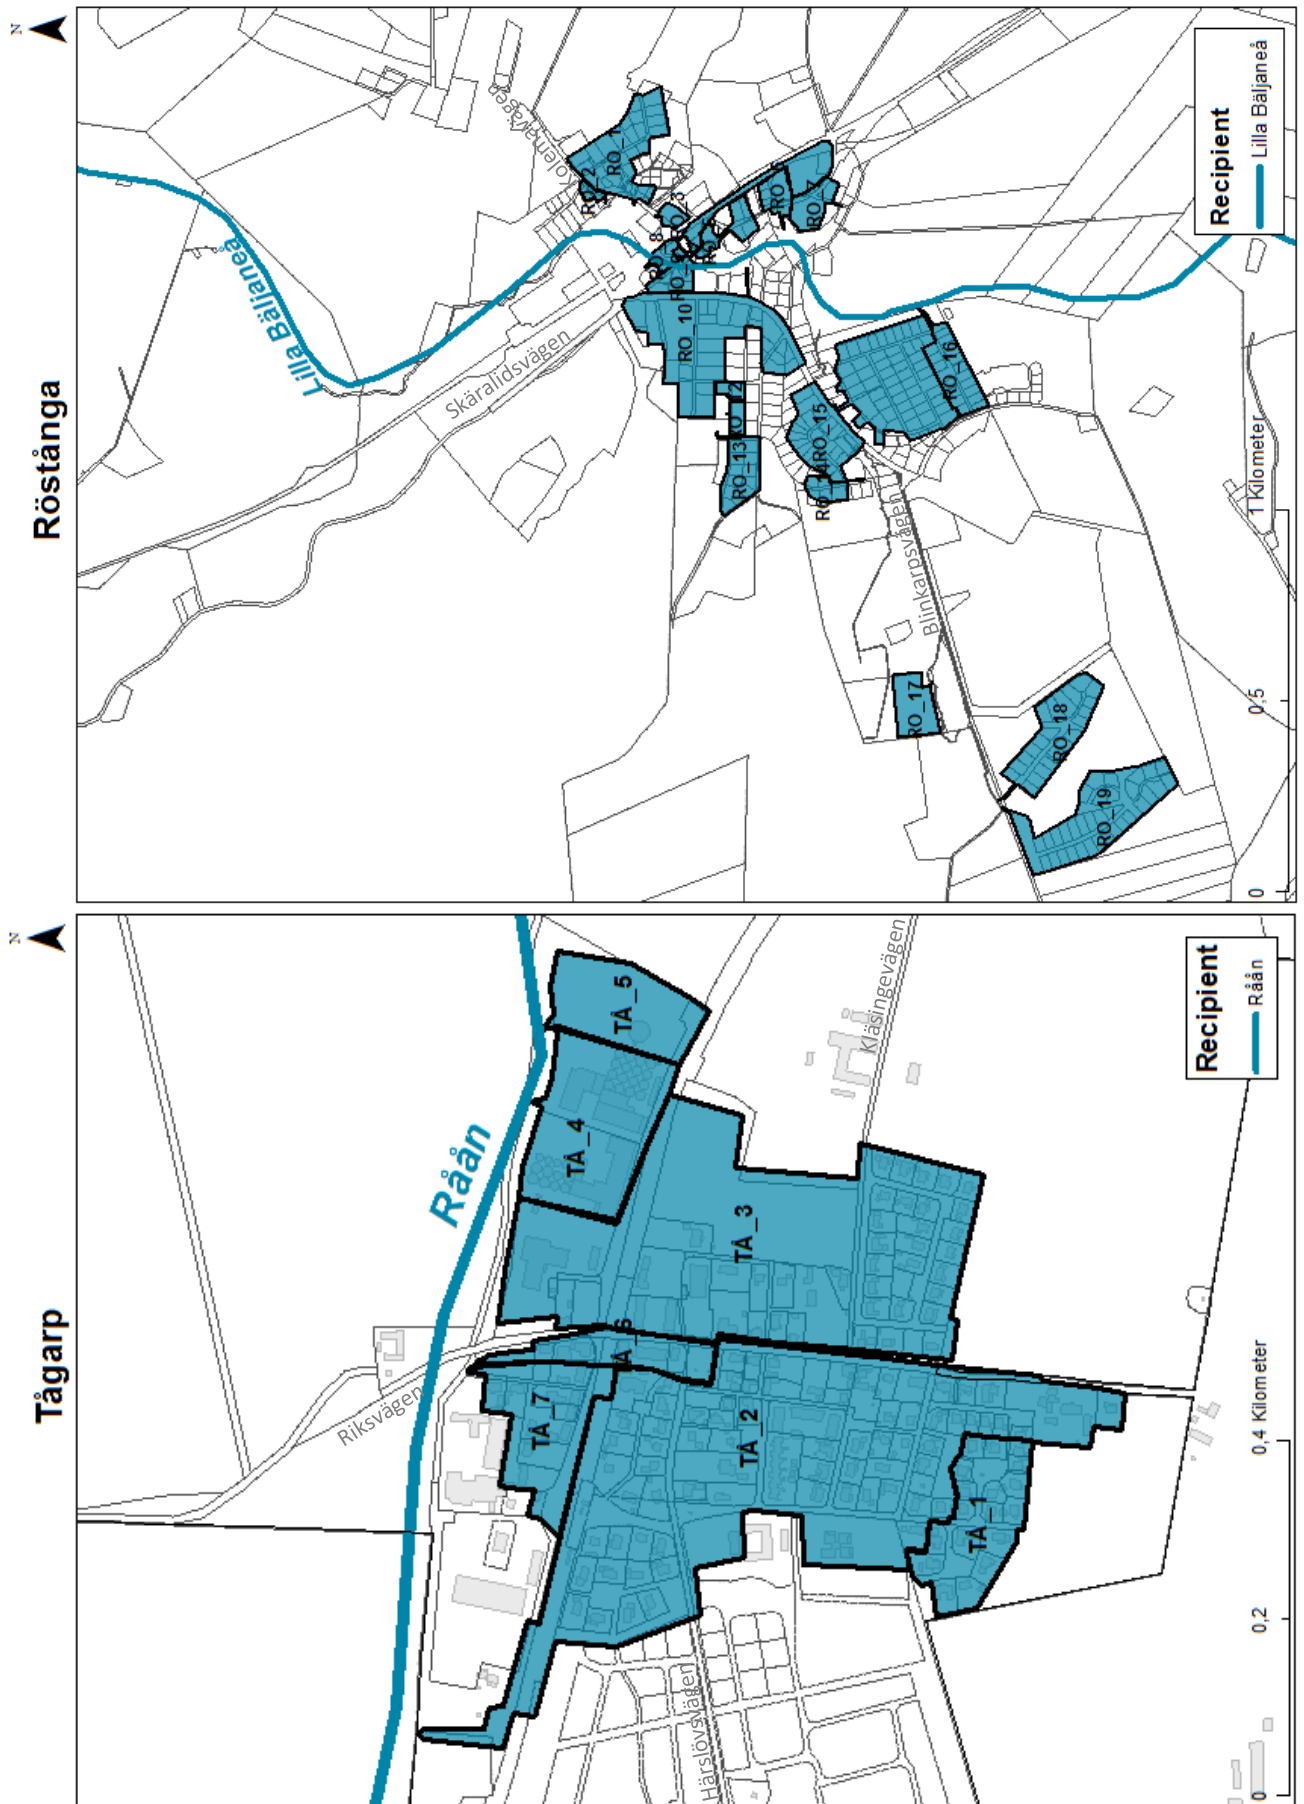 Tågarp
N
Råån
Riksvägen
TÅ_5
TÅ_4
TÅ_3
TÅ_7
TÅ_2
TÅ_1
Härslövsvägen
Kläsingevägen
Recipient
Råån
0
0,2
0,4 Kilometer
Röstånga
N
Lilla Bäljaneå
Skäralidsvägen
RO_1
RO_2
RO_10
RO_13
RO_15
RO_16
RO_17
RO_18
RO_19
Blinkarpsvägen
Recipient
Lilla Bäljaneå
0
0,5
1 Kilometer